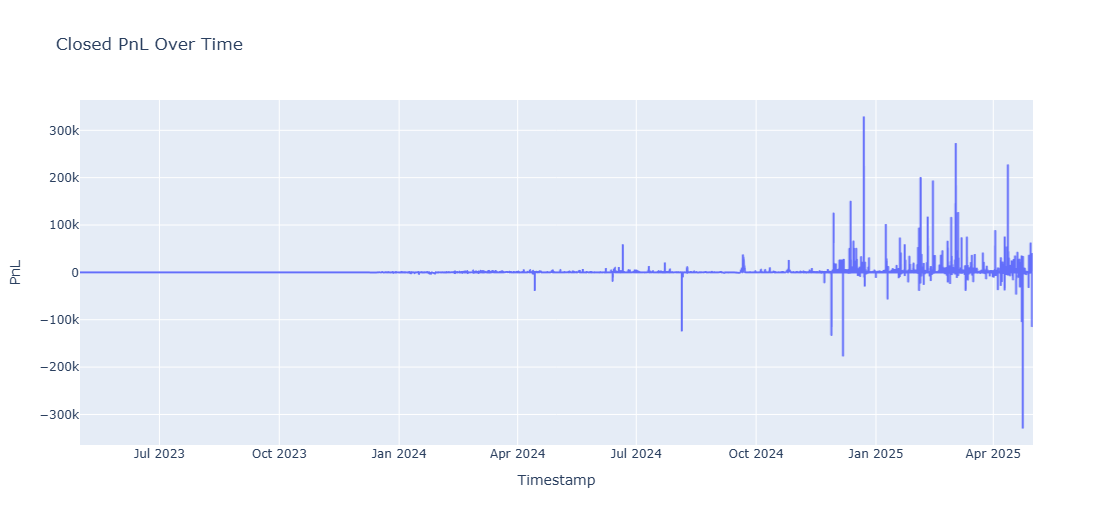 Closed PnL Over Time
PnL
300k
200k
100k
0
−100k
−200k
−300k
Jul 2023
Oct 2023
Jan 2024
Apr 2024
Jul 2024
Oct 2024
Jan 2025
Apr 2025
Timestamp